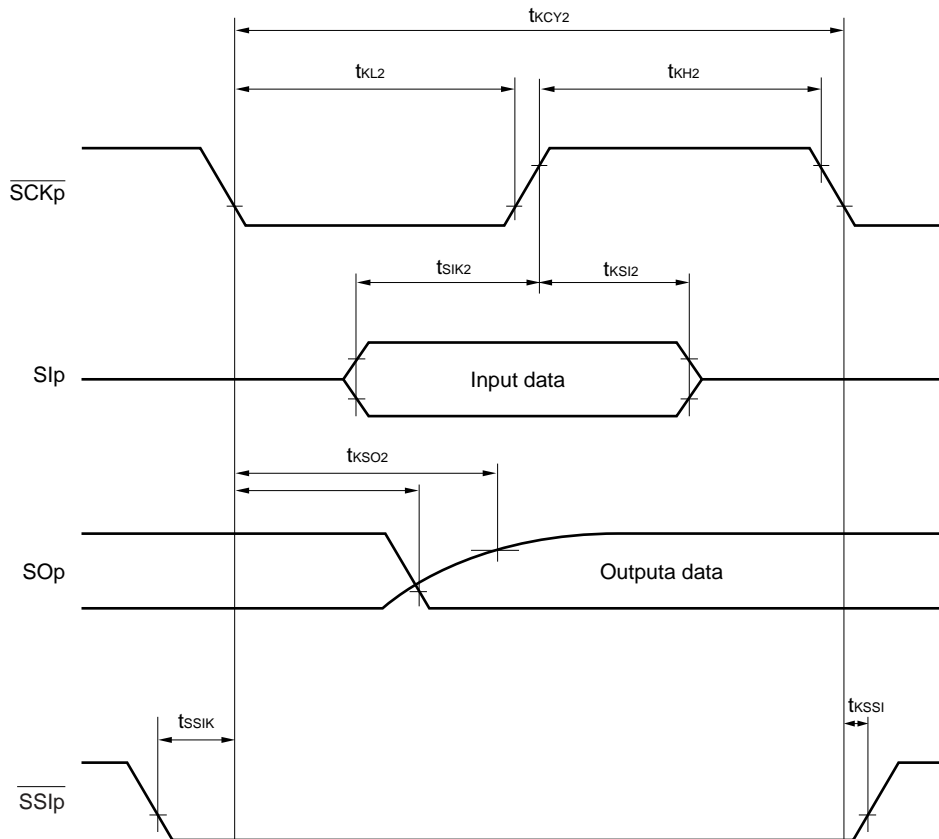 tKCY2
tKL2
tKH2
SCKp
tSIK2
tKSI2
SIp
Input data
tKSO2
SOp
Outputa data
tSSIK
tKSSI
SSIp